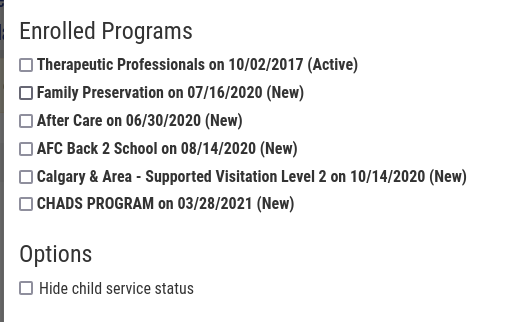 Enrolled Programs
Therapeutic Professionals on 10/02/2017 (Active)
Family Preservation on 07/16/2020 (New)
After Care on 06/30/2020 (New)
AFC Back 2 School on 08/14/2020 (New)
Calgary & Area - Supported Visitation Level 2 on 10/14/2020 (New)
CHADS PROGRAM on 03/28/2021 (New)
Options
Hide child service status